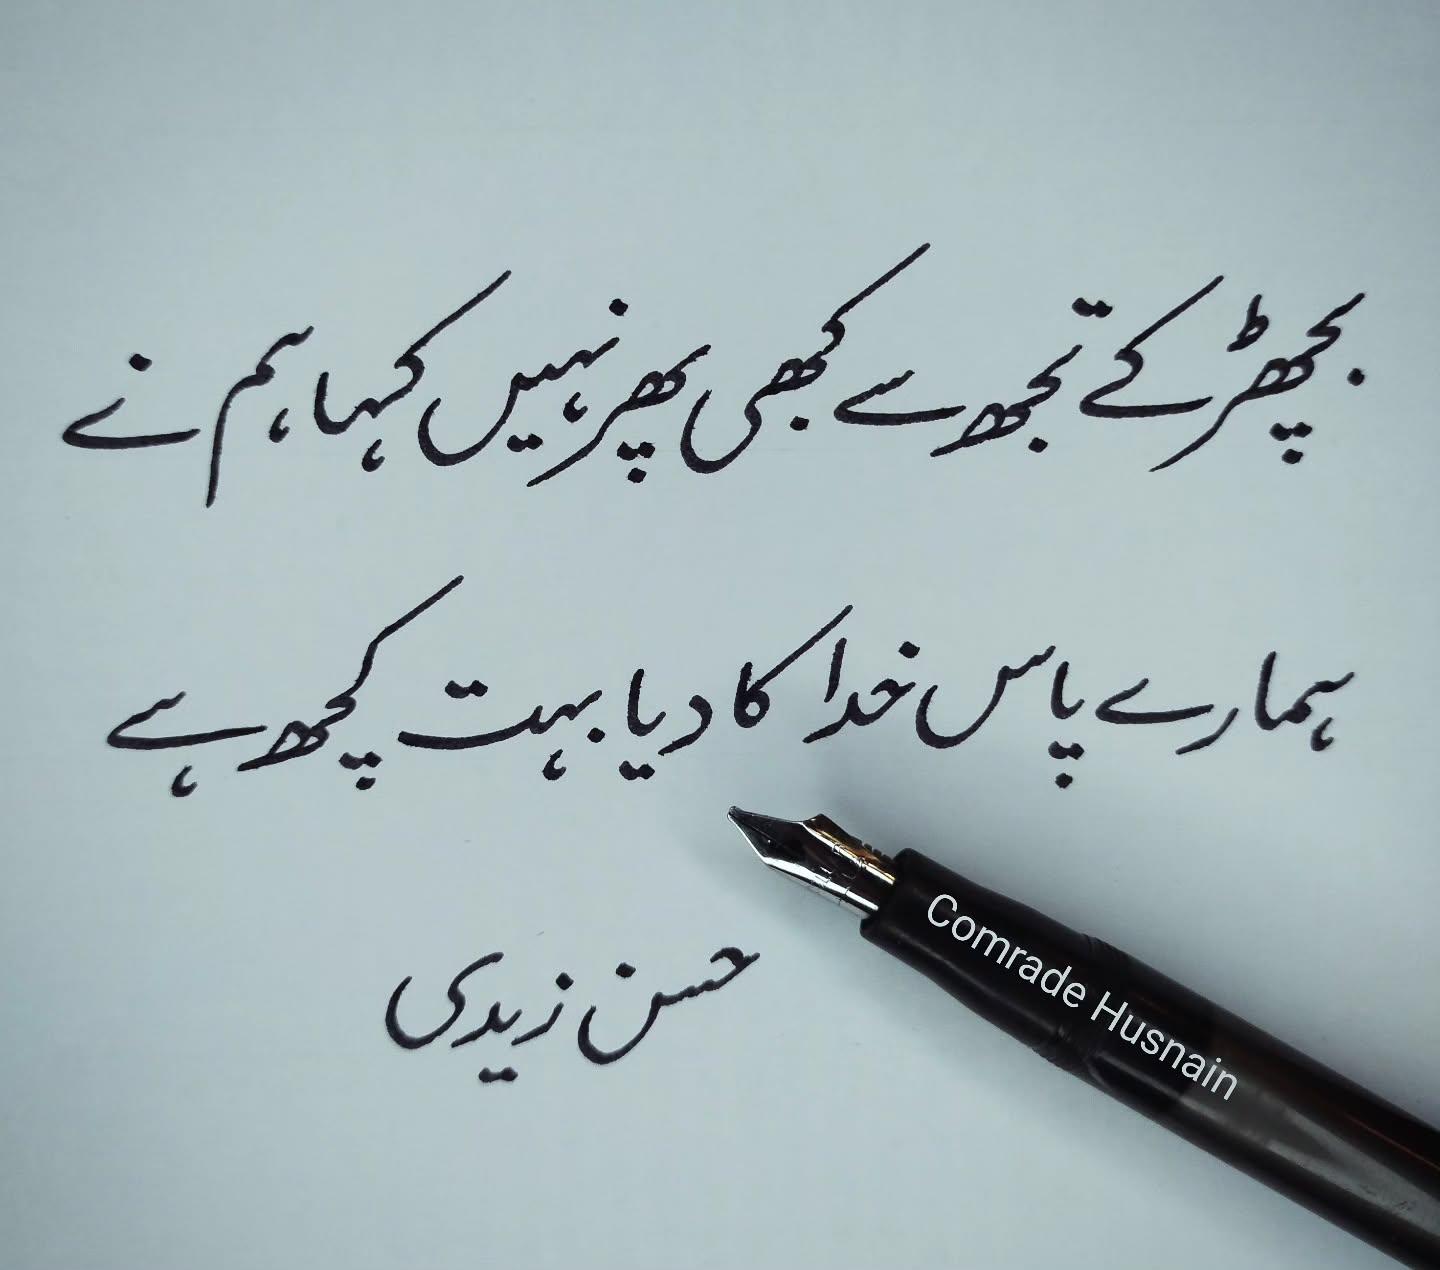 بچھڑ کے تجھ سے کبھی پھر نہیں کہا ہم نے
ہمارے پاس خدا کا دیا بہت کچھ ہے
حسن زیدی
Comrade Husnain